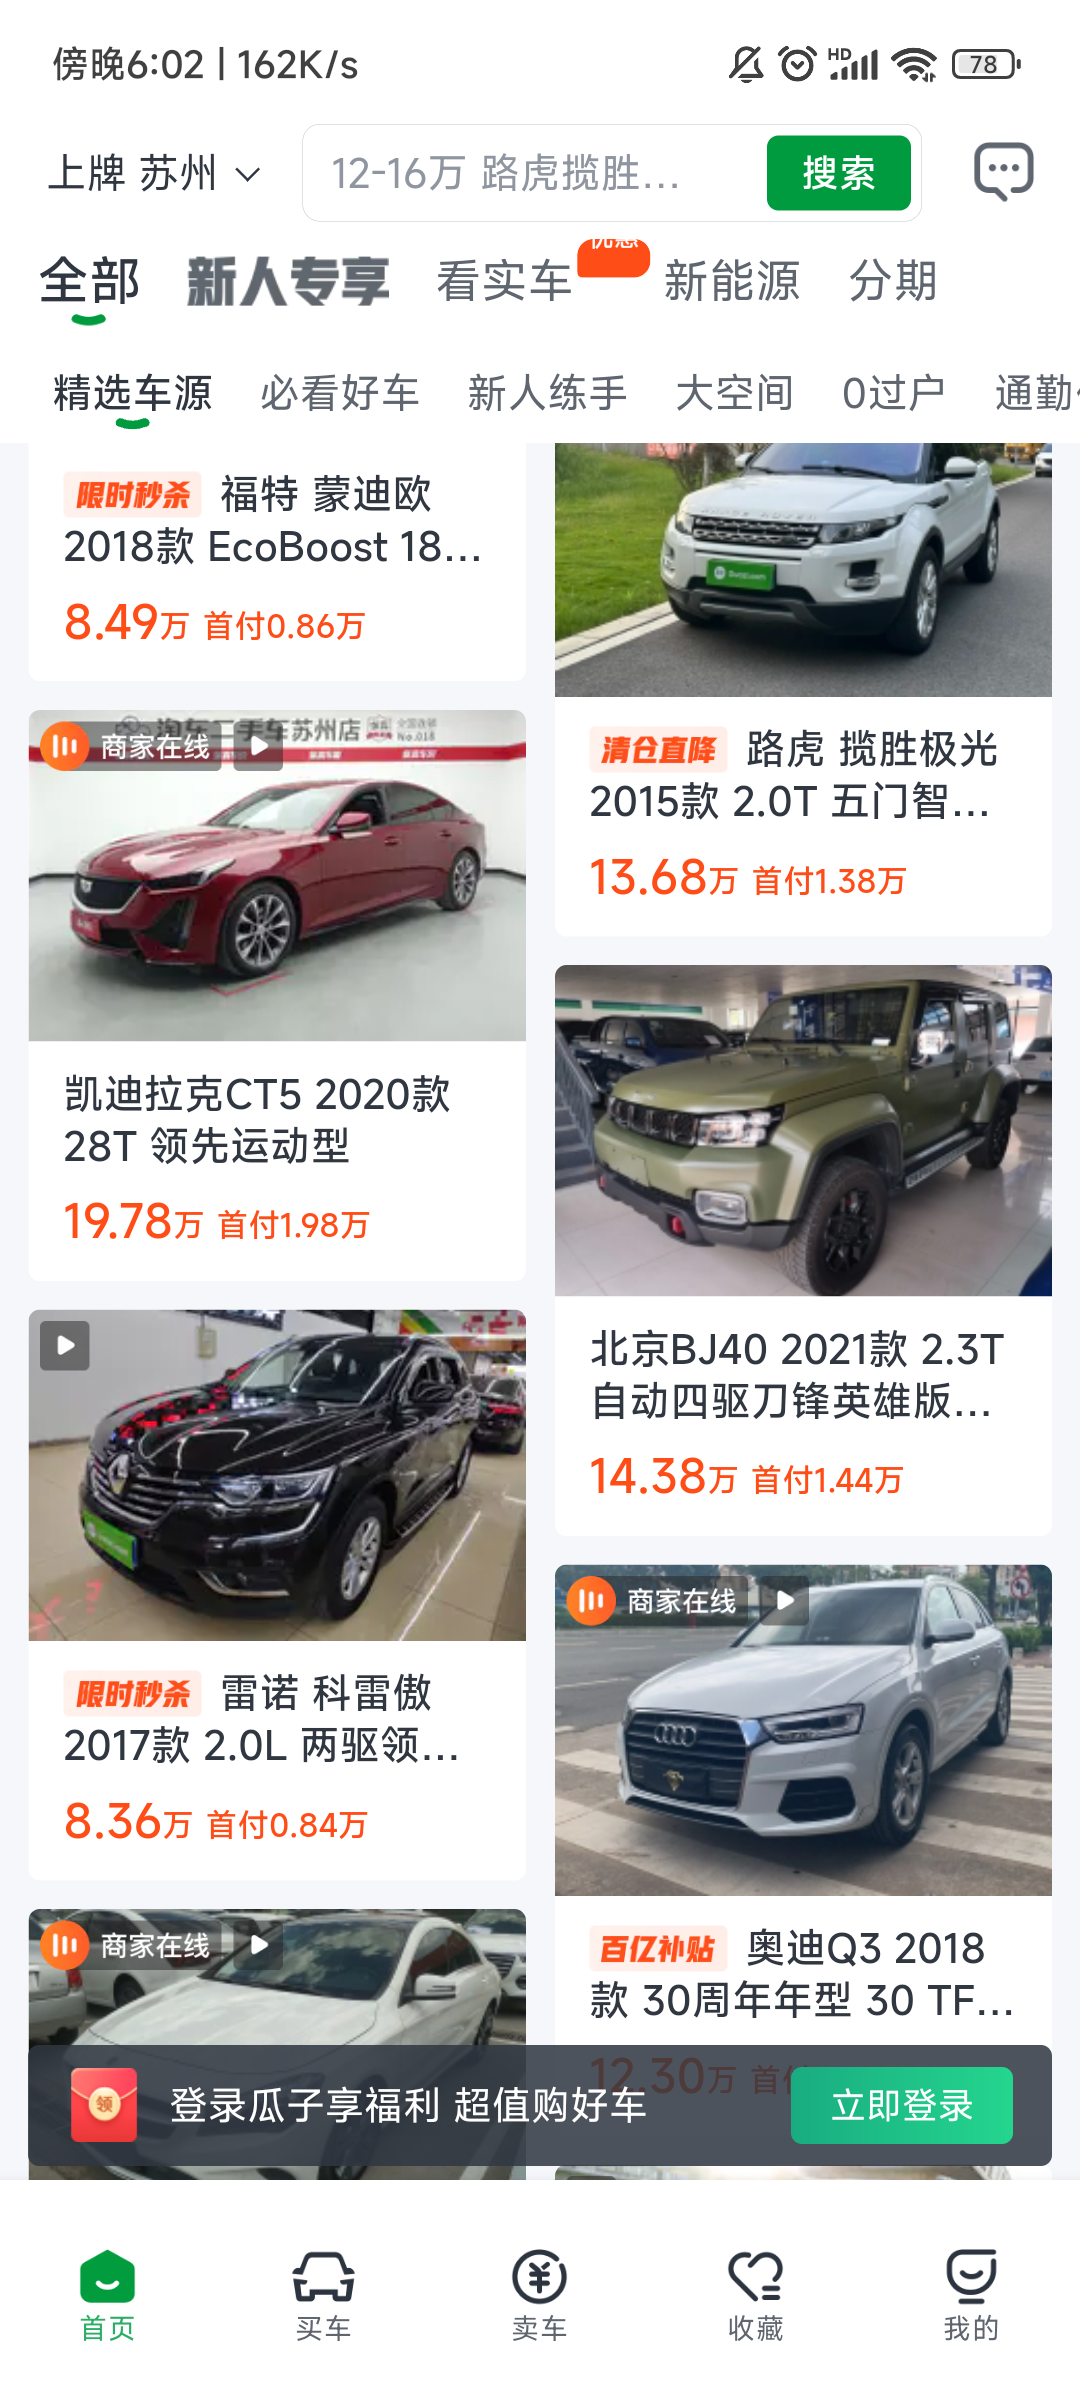 傍晚6:02 | 162K/s
HD
78
上牌 苏州
12-16万 路虎揽胜...
搜索
全部
新人专享
看实车
优惠
新能源
分期
精选车源
必看好车
新人练手
大空间
0过户
通勤
限时秒杀 福特 蒙迪欧
2018款 EcoBoost 18...
8.49万 首付0.86万
商家在线
淘车二手车苏州店
No.018
凯迪拉克CT5 2020款
28T 领先运动型
19.78万 首付1.98万
限时秒杀 雷诺 科雷傲
2017款 2.0L 两驱领...
8.36万 首付0.84万
商家在线
清仓直降 路虎 揽胜极光
2015款 2.0T 五门智...
13.68万 首付1.38万
北京BJ40 2021款 2.3T
自动四驱刀锋英雄版...
14.38万 首付1.44万
商家在线
百亿补贴 奥迪Q3 2018
款 30周年年型 30 TF...
12.30万 首付
领
登录瓜子享福利 超值购好车
立即登录
首页
买车
卖车
收藏
我的